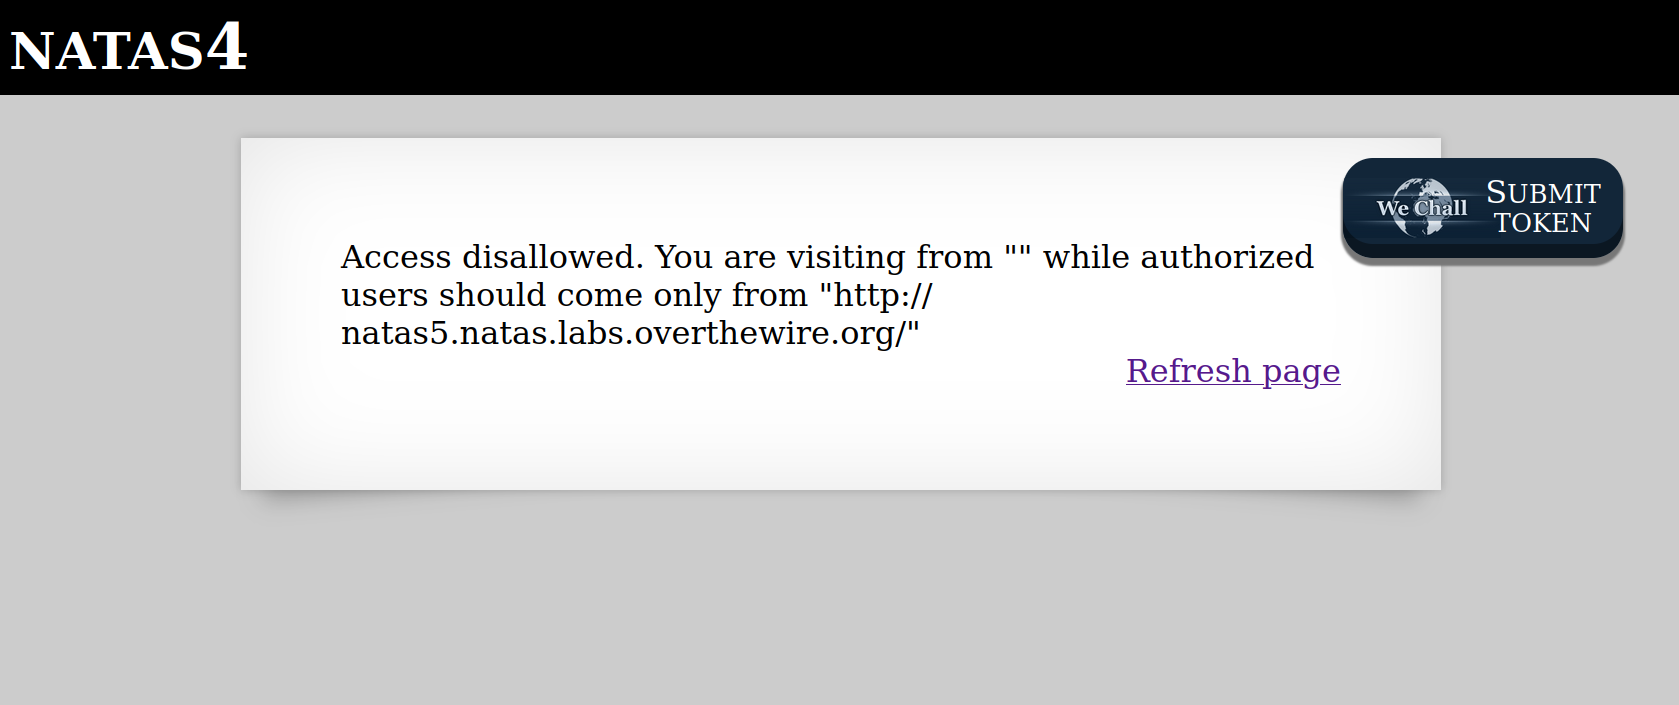 NATAS4
We Chall
SUBMIT
TOKEN
Access disallowed. You are visiting from "" while authorized
users should come only from "http://
natas5.natas.labs.overthewire.org/"
Refresh page